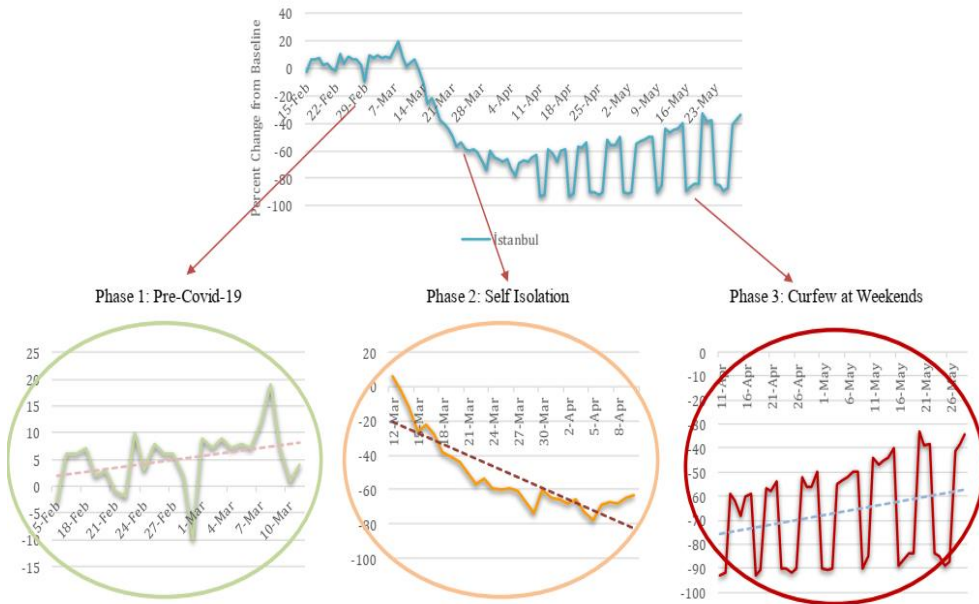 40
20
0
-20
-40
-60
-80
-100
Percent Change from Baseline
15-Feb
22-Feb
29-Feb
7-Mar
14-Mar
21-Mar
28-Mar
4-Apr
11-Apr
18-Apr
25-Apr
2-May
9-May
16-May
23-May
İstanbul
Phase 1: Pre-Covid-19
Phase 2: Self Isolation
Phase 3: Curfew at Weekends
25
20
15
10
5
0
-5
-10
-15
15-Feb
18-Feb
21-Feb
24-Feb
27-Feb
1-Mar
4-Mar
7-Mar
10-Mar
20
0
-20
-40
-60
-80
-100
12-Mar
15-Mar
18-Mar
21-Mar
24-Mar
27-Mar
30-Mar
2-Apr
5-Apr
8-Apr
0
-10
-20
-30
-40
-50
-60
-70
-80
-90
-100
11-Apr
16-Apr
21-Apr
26-Apr
1-May
6-May
11-May
16-May
21-May
26-May